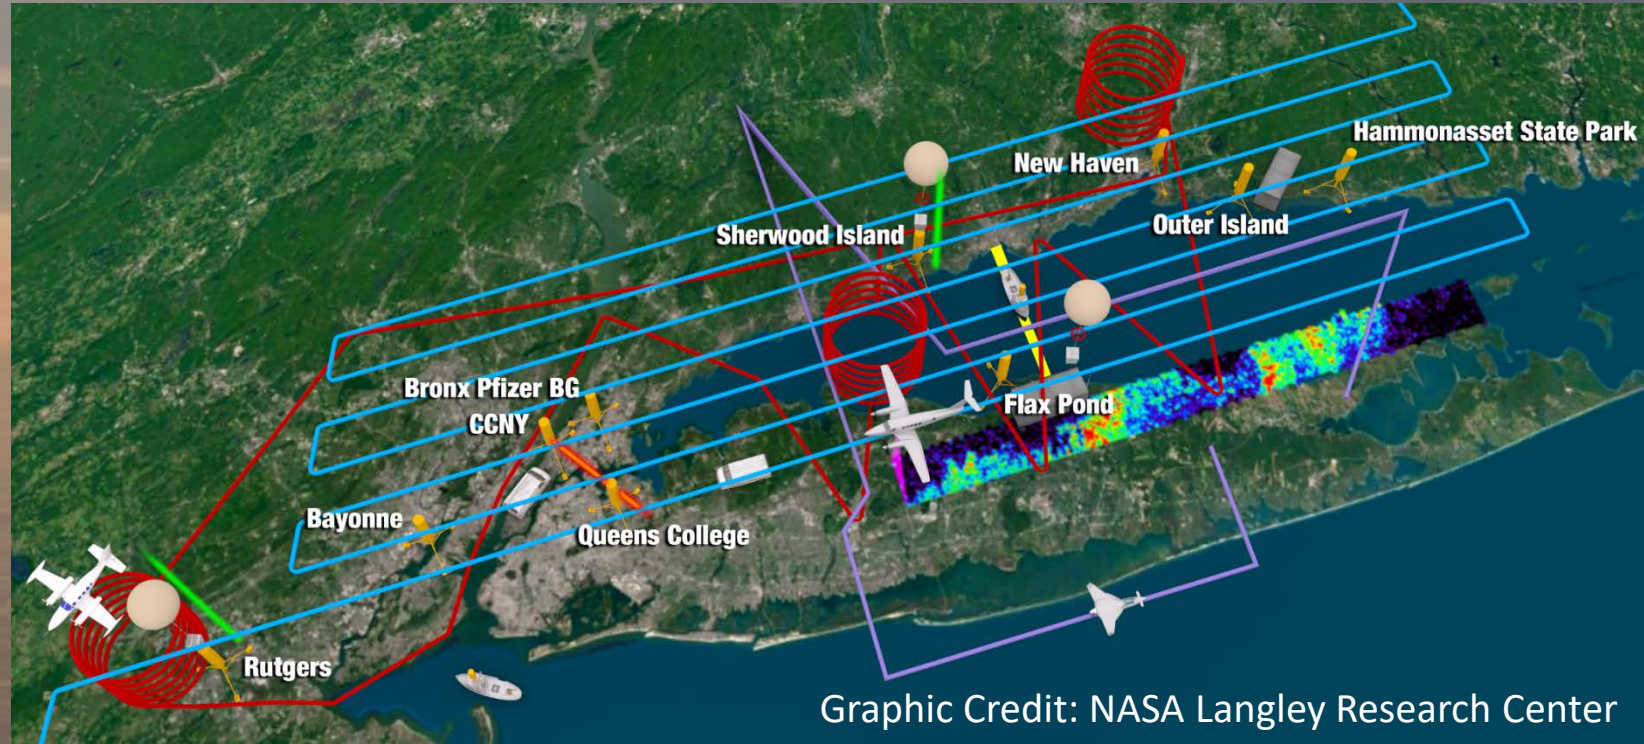 Hammonasset State Park
New Haven
Outer Island
Sherwood Island
Bronx Pfizer BG
CCNY
Flax Pond
Bayonne
Queens College
Rutgers
Graphic Credit: NASA Langley Research Center